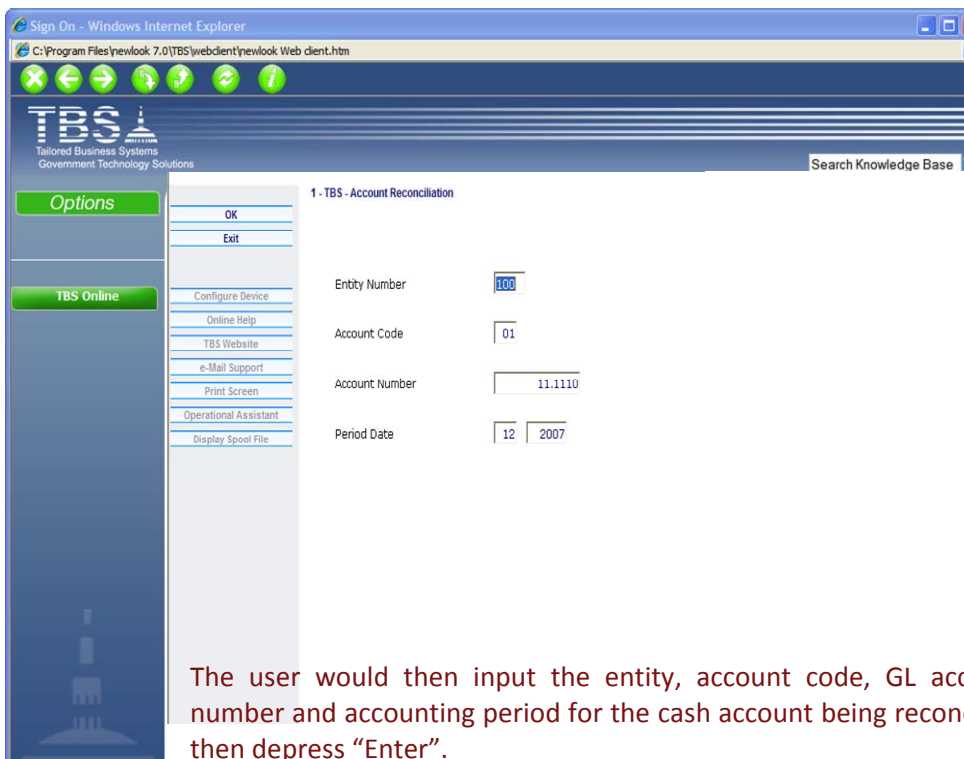 Sign On - Windows Internet Explorer
C:\Program Files\newlook 7.0\TBS\webclient\newlook Web client.htm
TBS
Tailored Business Systems
Government Technology Solutions
Search Knowledge Base
Options
OK
Exit
TBS Online
Configure Device
Online Help
TBS Website
e-Mail Support
Print Screen
Operational Assistant
Display Spool File
1 - TBS - Account Reconciliation
Entity Number 100
Account Code 01
Account Number 11.1110
Period Date 12 2007
The user would then input the entity, account code, GL acc
number and accounting period for the cash account being recon
then depress “Enter”.